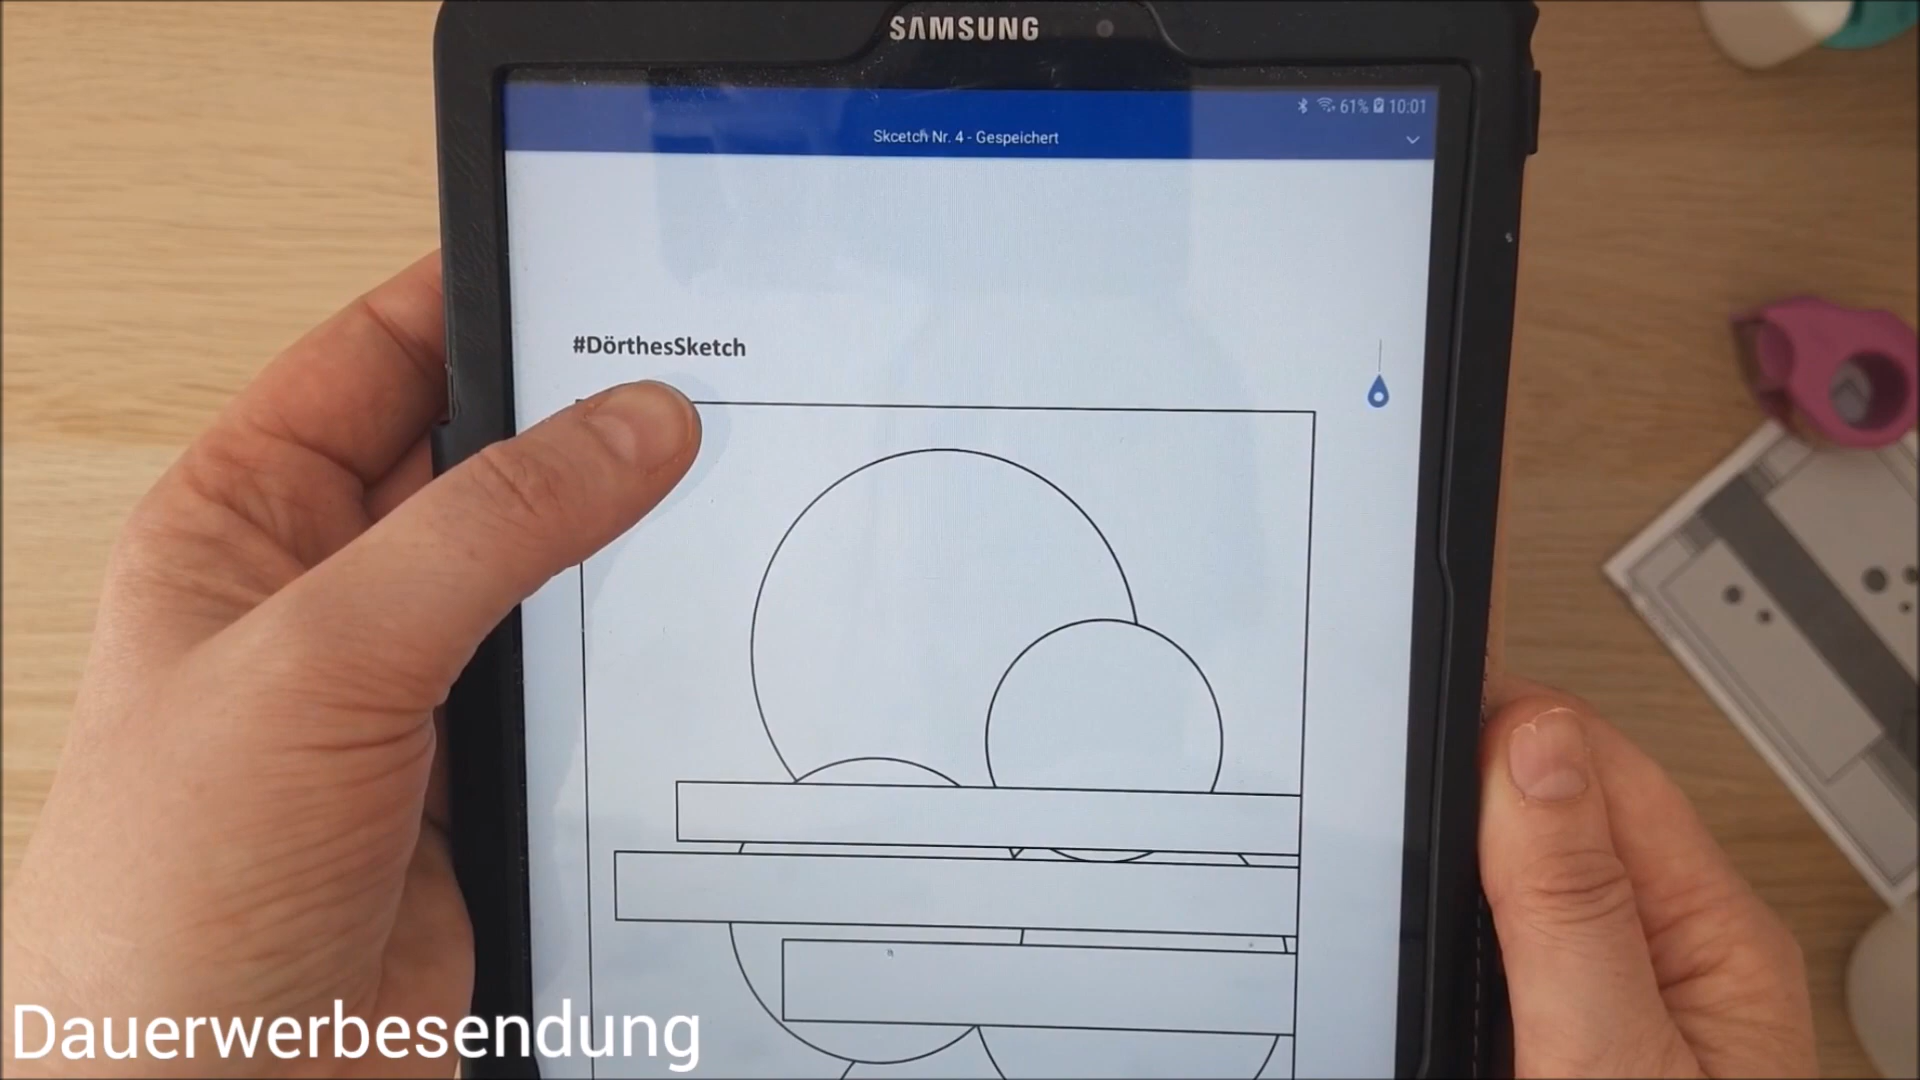 SAMSUNG
61% 10:01
Skcetch Nr. 4 - Gespeichert
#DörthesSketch
Dauerwerbesendung